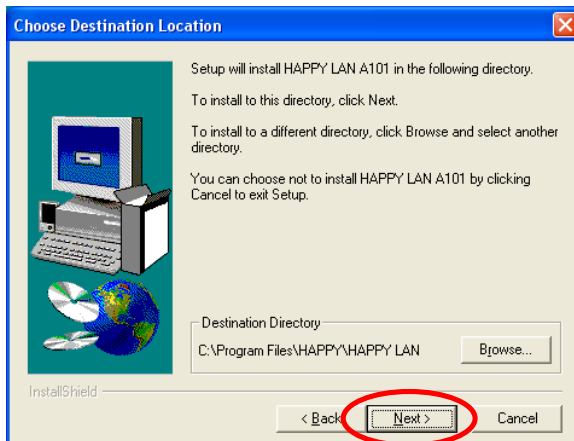 Choose Destination Location
Setup will install HAPPY LAN A101 in the following directory.
To install to this directory, click Next.
To install to a different directory, click Browse and select another
directory.
You can choose not to install HAPPY LAN A101 by clicking
Cancel to exit Setup.
Destination Directory
C:\Program Files\HAPPY\HAPPY LAN
Browse...
InstallShield
< Back
Next >
Cancel